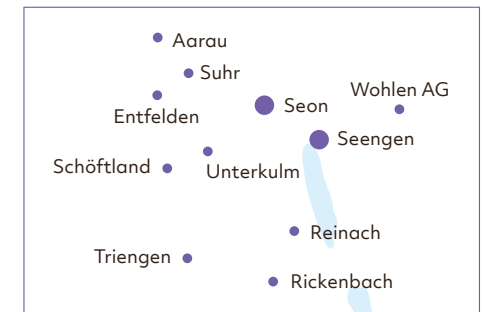 Aarau
Suhr
Wohlen AG
Seon
Entfelden
Seengen
Schöftland
Unterkulm
Reinach
Triengen
Rickenbach